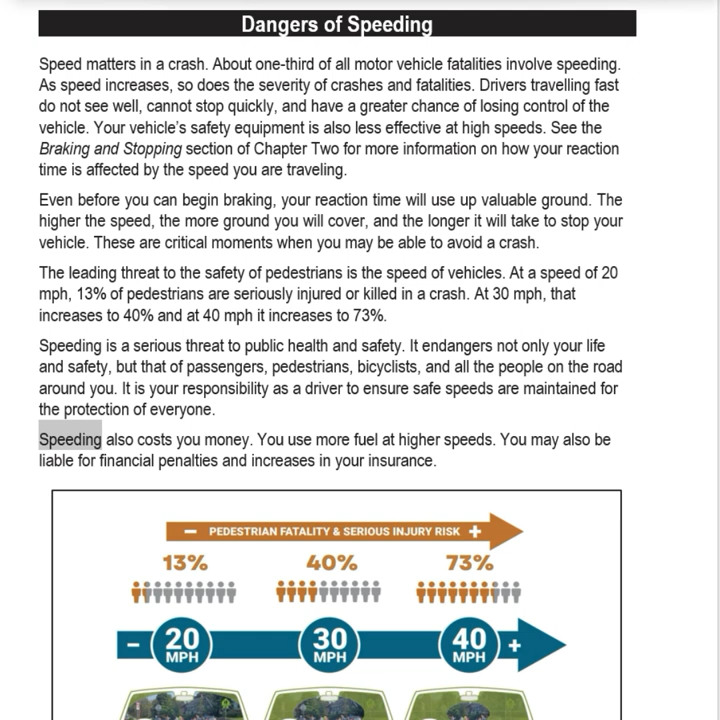 Dangers of Speeding
Speed matters in a crash. About one-third of all motor vehicle fatalities involve speeding.
As speed increases, so does the severity of crashes and fatalities. Drivers travelling fast
do not see well, cannot stop quickly, and have a greater chance of losing control of the
vehicle. Your vehicle's safety equipment is also less effective at high speeds. See the
Braking and Stopping section of Chapter Two for more information on how your reaction
time is affected by the speed you are traveling.
Even before you can begin braking, your reaction time will use up valuable ground. The
higher the speed, the more ground you will cover, and the longer it will take to stop your
vehicle. These are critical moments when you may be able to avoid a crash.
The leading threat to the safety of pedestrians is the speed of vehicles. At a speed of 20
mph, 13% of pedestrians are seriously injured or killed in a crash. At 30 mph, that
increases to 40% and at 40 mph it increases to 73%.
Speeding is a serious threat to public health and safety. It endangers not only your life
and safety, but that of passengers, pedestrians, bicyclists, and all the people on the road
around you. It is your responsibility as a driver to ensure safe speeds are maintained for
the protection of everyone.
Speeding also costs you money. You use more fuel at higher speeds. You may also be
liable for financial penalties and increases in your insurance.
– PEDESTRIAN FATALITY & SERIOUS INJURY RISK +
13% 40% 73%
– 20 30 40 +
MPH MPH MPH